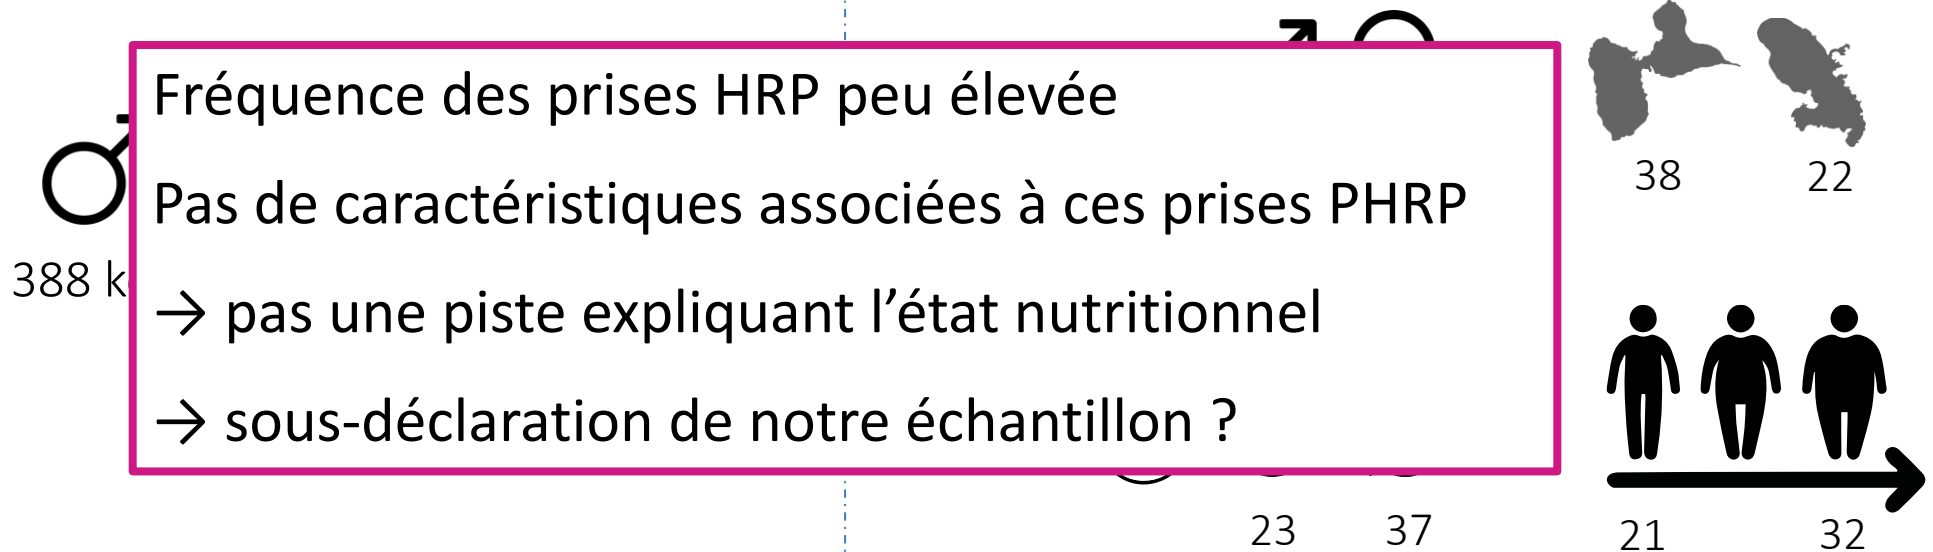 Fréquence des prises HRP peu élevée
Pas de caractéristiques associées à ces prises PHRP
→ pas une piste expliquant l’état nutritionnel
→ sous-déclaration de notre échantillon ?
388
38
22
23
37
21
32